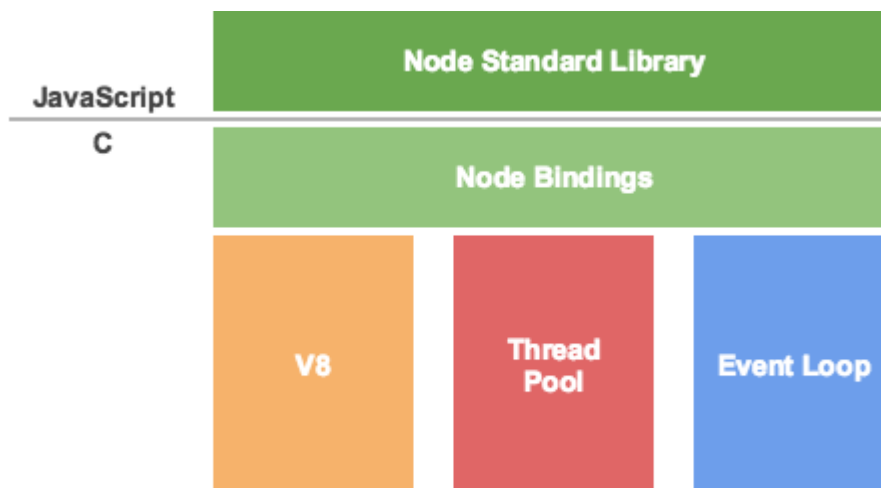 Node Standard Library
JavaScript
C
Node Bindings
V8
Thread
Pool
Event Loop